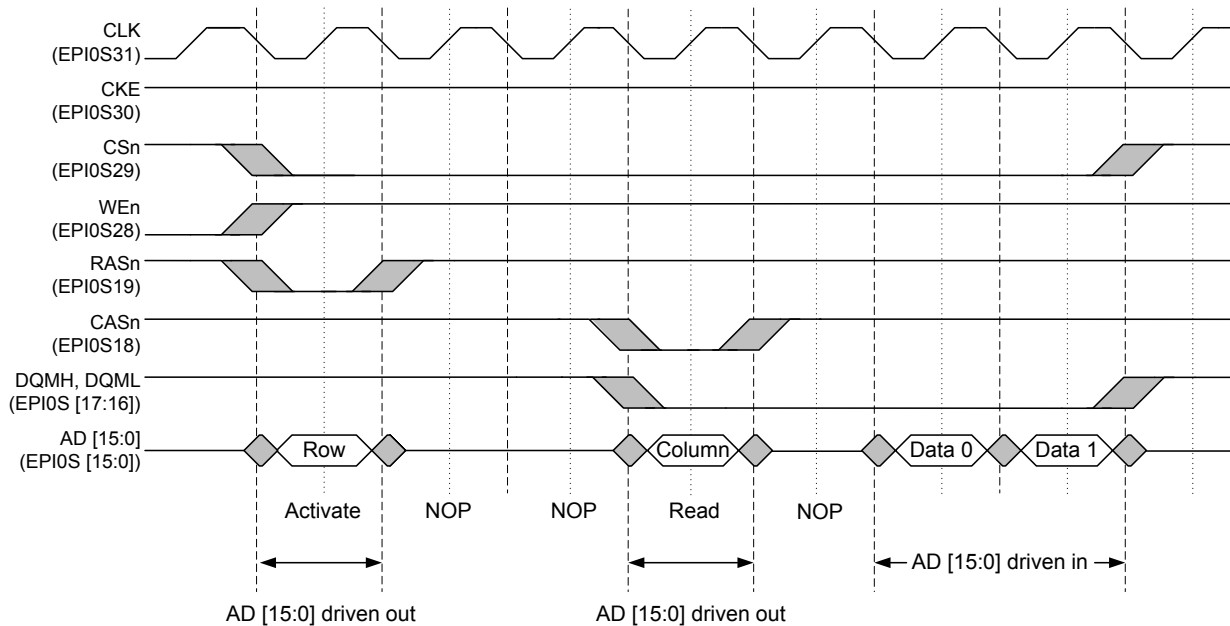 CLK
(EPI0S31)
CKE
(EPI0S30)
CSn
(EPI0S29)
WEn
(EPI0S28)
RASn
(EPI0S19)
CASn
(EPI0S18)
DQMH, DQML
(EPI0S [17:16])
AD [15:0]
(EPI0S [15:0])
Row
Column
Data 0
Data 1
Activate
NOP
NOP
Read
NOP
AD [15:0] driven in
AD [15:0] driven out
AD [15:0] driven out